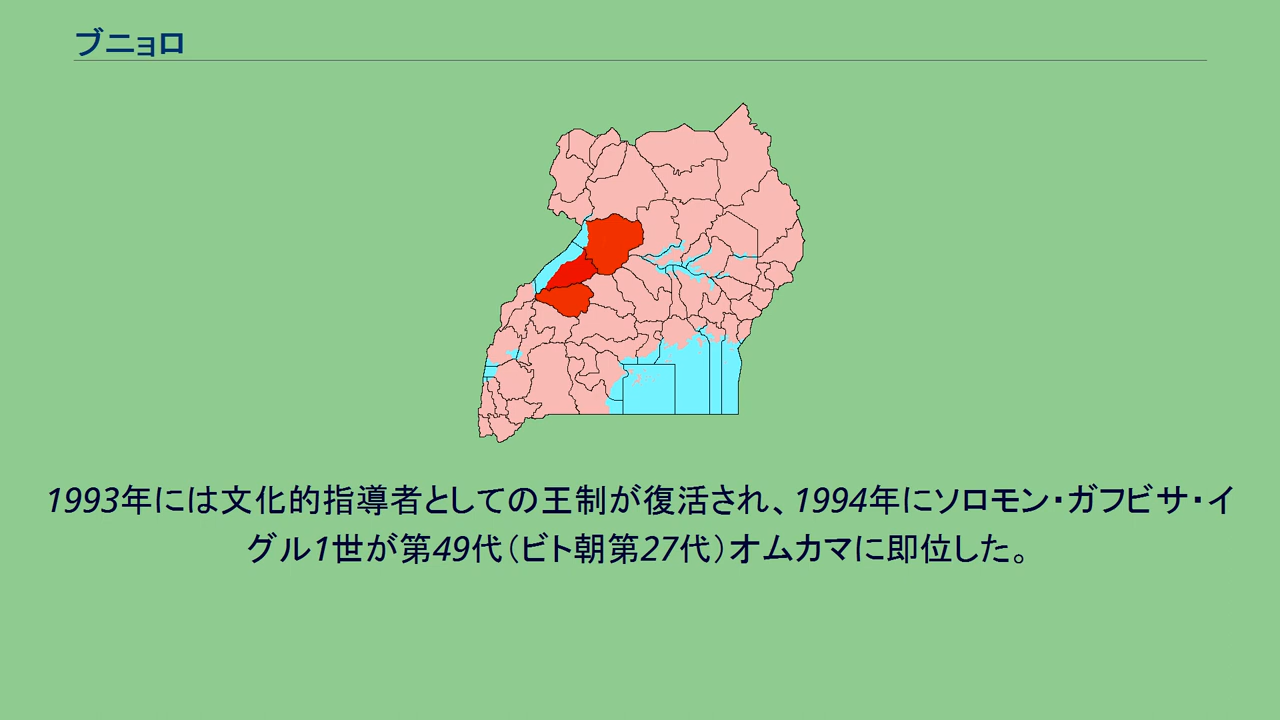 ブニョロ
1993年には文化的指導者としての王制が復活され、1994年にソロモン・ガフビサ・イ
グル1世が第49代（ビト朝第27代）オムカマに即位した。